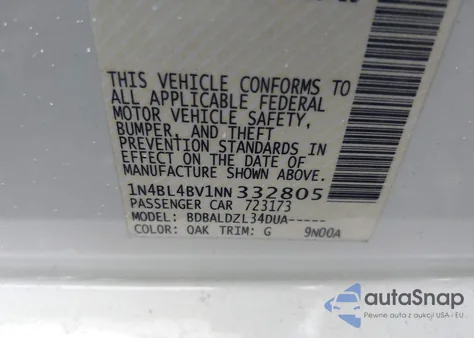 THIS VEHICLE CONFORMS TO
ALL APPLICABLE FEDERAL
MOTOR VEHICLE SAFETY,
BUMPER, AND THEFT
PREVENTION STANDARDS IN
EFFECT ON THE DATE OF
MANUFACTURE SHOWN ABOVE.
1N4BL4BV1NN332805
PASSENGER CAR 723173
MODEL: BDBALDZL34DUA-----
COLOR: QAK TRIM: G 9N00A
autoSnap
Pewne auta z aukcji USA i EU